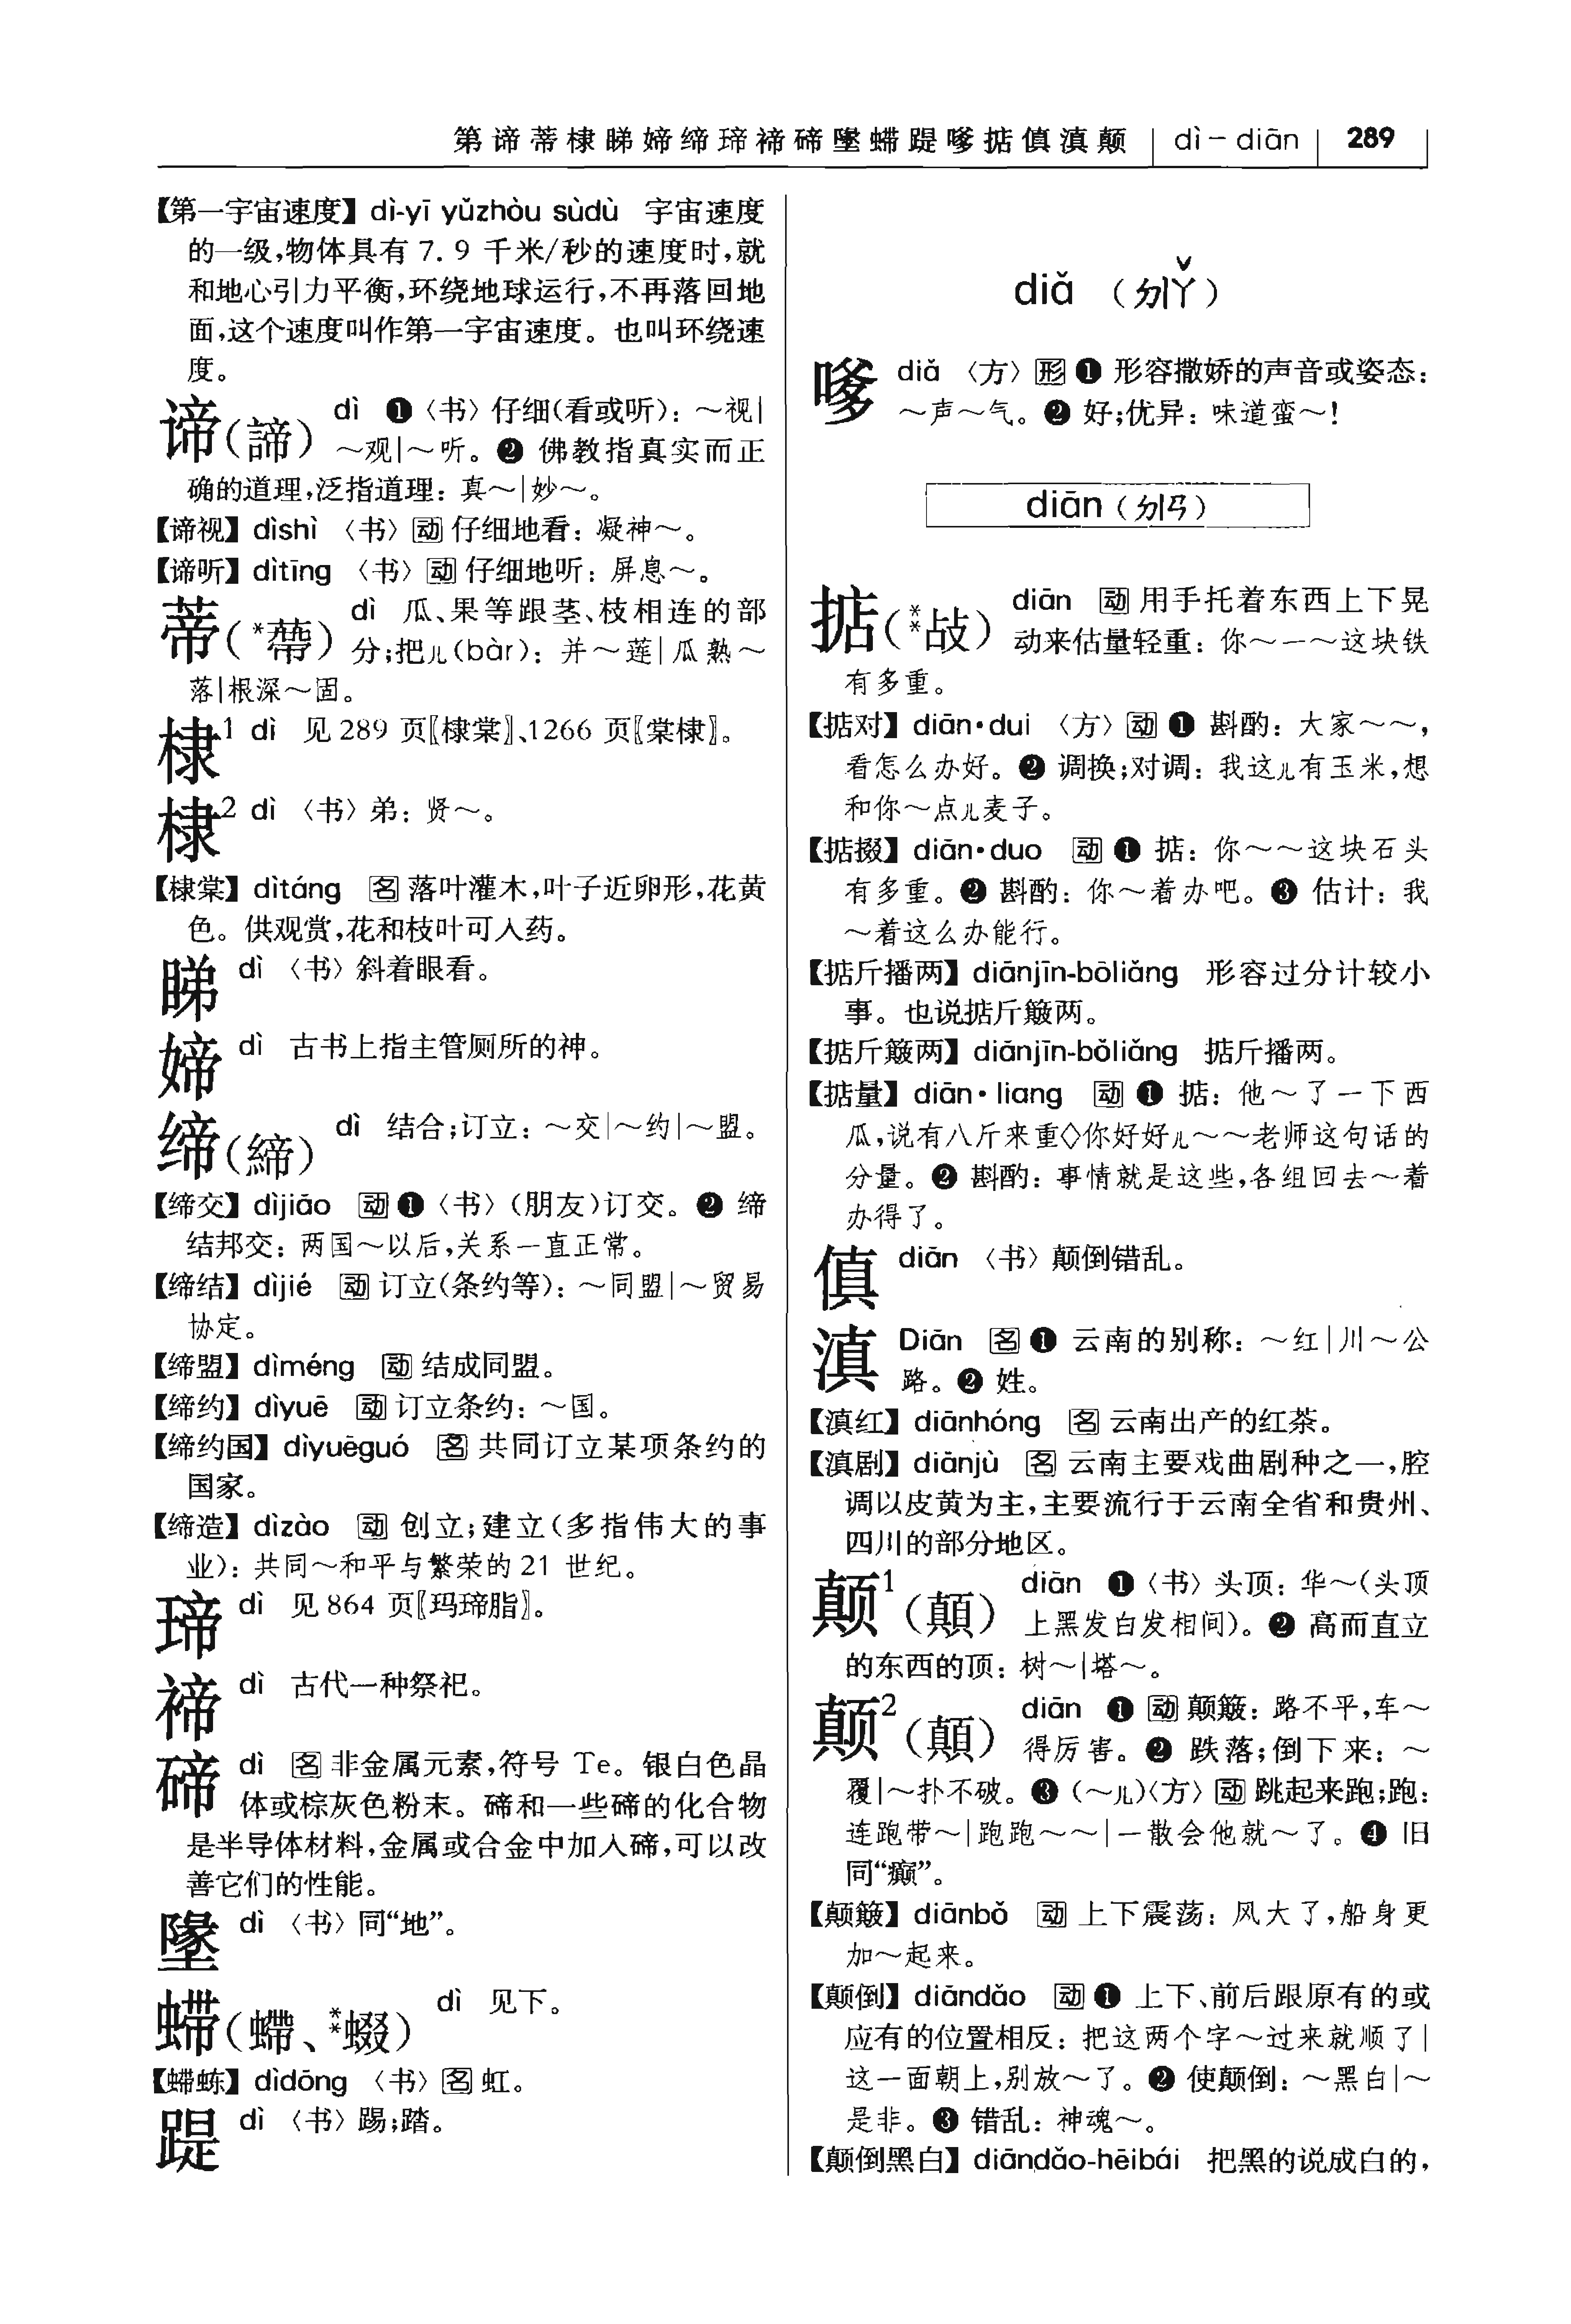 第谛蒂棣睇娣缔𤧛禘碲墬䗖踶嗲掂傎滇颠 | dì－diān | 289
【第一宇宙速度】 dì-yī yǔzhòu sùdù 宇宙速度
的一级,物体具有 7. 9 千米/秒的速度时,就
和地心引力平衡,环绕地球运行,不再落回地
面,这个速度叫作第一宇宙速度。也叫环绕速
度。
谛(諦) dì ❶〈书〉仔细(看或听)：～视|
～观|～听。❷ 佛教指真实而正
确的道理,泛指道理：真～|妙～。
【谛视】 dìshì 〈书〉动 仔细地看：凝神～。
【谛听】 dìtīng 〈书〉动 仔细地听：屏息～。
蒂(*蔕) dì 瓜、果等跟茎、枝相连的部
分;把儿(bàr)：并～莲|瓜熟～
落|根深～固。
棣1 dì 见 289 页〖棣棠〗、1266 页〖棠棣〗。
棣2 dì 〈书〉弟：贤～。
【棣棠】 dìtáng 名 落叶灌木,叶子近卵形,花黄
色。供观赏,花和枝叶可入药。
睇 dì 〈书〉斜着眼看。
媂 dì 古书上指主管厕所的神。
缔(締) dì 结合;订立：～交|～约|～盟。
【缔交】 dìjiāo 动 ❶〈书〉(朋友)订交。❷ 缔
结邦交：两国～以后,关系一直正常。
【缔结】 dìjié 动 订立(条约等)：～同盟|～贸易
协定。
【缔盟】 dìméng 动 结成同盟。
【缔约】 dìyuē 动 订立条约：～国。
【缔约国】 dìyuēguó 名 共同订立某项条约的
国家。
【缔造】 dìzào 动 创立;建立(多指伟大的事
业)：共同～和平与繁荣的 21 世纪。
𤧛 dì 见 864 页〖玛𤧛脂〗。
禘 dì 古代一种祭祀。
碲 dì 名 非金属元素,符号 Te。银白色晶
体或棕灰色粉末。碲和一些碲的化合物
是半导体材料,金属或合金中加入碲,可以改
善它们的性能。
墬 dì 〈书〉同“地”。
䗖(螮、**蝃) dì 见下。
【䗖蝀】 dìdōng 〈书〉名 虹。
踶 dì 〈书〉踢;踏。
diǎ （ㄉㄧㄚˇ）
嗲 diǎ 〈方〉形 ❶ 形容撒娇的声音或姿态：
～声～气。❷ 好;优异：味道蛮～!
diān（ㄉㄧㄢ）
掂(**战) diān 动 用手托着东西上下晃
动来估量轻重：你～一～这块铁
有多重。
【掂对】 diān·dui 〈方〉动 ❶ 斟酌：大家～～,
看怎么办好。❷ 调换;对调：我这儿有玉米,想
和你～点儿麦子。
【掂掇】 diān·duo 动 ❶ 掂：你～～这块石头
有多重。❷ 斟酌：你～着办吧。❸ 估计：我
～着这么办能行。
【掂斤播两】 diānjīn-bōliǎng 形容过分计较小
事。也说掂斤簸两。
【掂斤簸两】 diānjīn-bǒliǎng 掂斤播两。
【掂量】 diān·liang 动 ❶ 掂：他～了一下西
瓜,说有八斤来重◇你好好儿～～老师这句话的
分量。❷ 斟酌：事情就是这些,各组回去～着
办得了。
傎 diān 〈书〉颠倒错乱。
滇 Diān 名 ❶ 云南的别称：～红|川～公
路。❷ 姓。
【滇红】 diānhóng 名 云南出产的红茶。
【滇剧】 diānjù 名 云南主要戏曲剧种之一,腔
调以皮黄为主,主要流行于云南全省和贵州、
四川的部分地区。
颠1(顛) diān ❶〈书〉头顶：华～(头顶
上黑发白发相间)。❷ 高而直立
的东西的顶：树～|塔～。
颠2(顛) diān ❶ 动 颠簸：路不平,车～
得厉害。❷ 跌落;倒下来：～
覆|～扑不破。❸ (～儿)〈方〉动 跳起来跑;跑：
连跑带～|跑跑～～|一散会他就～了。❹ 旧
同“癫”。
【颠簸】 diānbǒ 动 上下震荡：风大了,船身更
加～起来。
【颠倒】 diāndǎo 动 ❶ 上下、前后跟原有的或
应有的位置相反：把这两个字～过来就顺了|
这一面朝上,别放～了。❷ 使颠倒：～黑白|～
是非。❸ 错乱：神魂～。
【颠倒黑白】 diāndǎo-hēibái 把黑的说成白的,